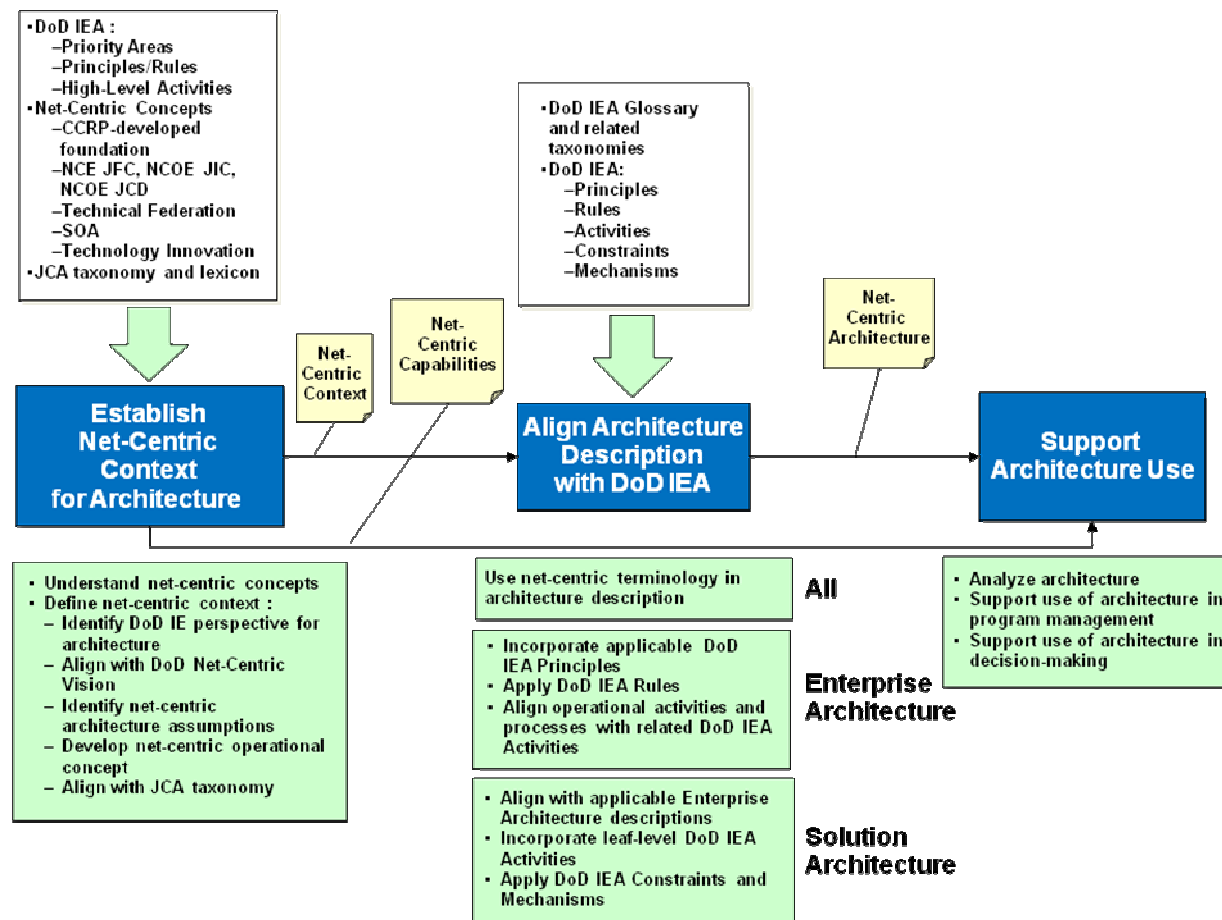 •DoD IEA :
–Priority Areas
–Principles/Rules
–High-Level Activities
•Net-Centric Concepts
–CCRP-developed
foundation
–NCE JFC, NCOE JIC,
NCOE JCD
–Technical Federation
–SOA
–Technology Innovation
•JCA taxonomy and lexicon
•DoD IEA Glossary
and related
taxonomies
•DoD IEA:
–Principles
–Rules
–Activities
–Constraints
–Mechanisms
Net-
Centric
Context
Net-
Centric
Capabilities
Net-
Centric
Architecture
Establish
Net-Centric
Context
for Architecture
Align Architecture
Description
with DoD IEA
Support
Architecture Use
• Understand net-centric concepts
• Define net-centric context :
– Identify DoD IE perspective for
architecture
– Align with DoD Net-Centric
Vision
– Identify net-centric
architecture assumptions
– Develop net-centric operational
concept
– Align with JCA taxonomy
Use net-centric terminology in
architecture description
All
• Incorporate applicable DoD
IEA Principles
• Apply DoD IEA Rules
• Align operational activities and
processes with related DoD IEA
Activities
Enterprise
Architecture
• Align with applicable Enterprise
Architecture descriptions
• Incorporate leaf-level DoD IEA
Activities
• Apply DoD IEA Constraints and
Mechanisms
Solution
Architecture
• Analyze architecture
• Support use of architecture in
program management
• Support use of architecture in
decision-making